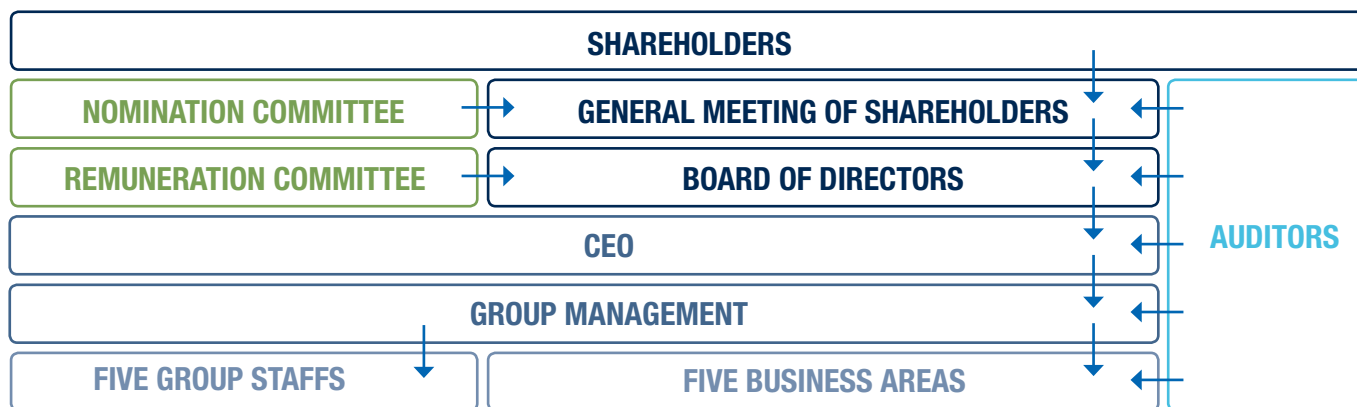 SHAREHOLDERS
NOMINATION COMMITTEE
GENERAL MEETING OF SHAREHOLDERS
REMUNERATION COMMITTEE
BOARD OF DIRECTORS
CEO
AUDITORS
GROUP MANAGEMENT
FIVE GROUP STAFFS
FIVE BUSINESS AREAS